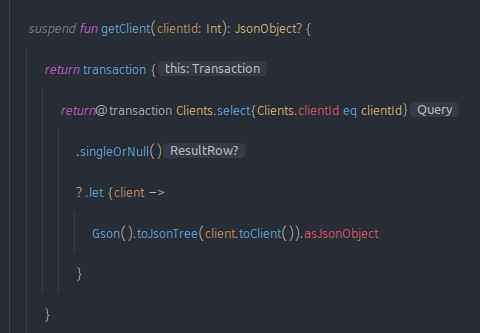 suspend fun getClient(clientId: Int): JsonObject? {
return transaction { this: Transaction
return@transaction Clients.select{Clients.clientId eq clientId} Query
.singleOrNull() ResultRow?
?.let {client ->
Gson().toJsonTree(client.toClient()).asJsonObject
}
}